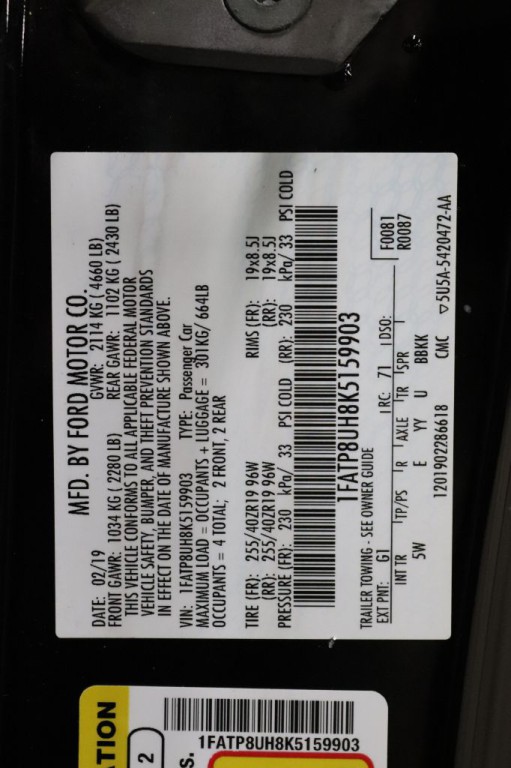 MFD. BY FORD MOTOR CO.
DATE: 02/19 GVWR: 2114 KG ( 4660 LB)
FRONT GAWR: 1034 KG ( 2280 LB) REAR GAWR: 1102 KG ( 2430 LB)
THIS VEHICLE CONFORMS TO ALL APPLICABLE FEDERAL MOTOR
VEHICLE SAFETY, BUMPER, AND THEFT PREVENTION STANDARDS
IN EFFECT ON THE DATE OF MANUFACTURE SHOWN ABOVE.
VIN: 1FATP8UH8K5159903 TYPE: Passenger Car
MAXIMUM LOAD = OCCUPANTS + LUGGAGE = 301KG/ 664LB
OCCUPANTS = 4 TOTAL; 2 FRONT, 2 REAR
TIRE (FR): 255/40ZR19 96W RIMS (FR): 19x8.5J
(RR): 255/40ZR19 96W (RR): 19x8.5J
PRESSURE (FR): 230 kPa/ 33 PSI COLD (RR): 230 kPa/ 33 PSI COLD
1FATP8UH8K5159903
TRAILER TOWING - SEE OWNER GUIDE
F0081
R0087
EXT PNT: G1 RC: 71 DSO:
INT TR TP/PS R AXLE TR SPR
5W E YY U BBKK
1201902286618 CMC ▽5U5A-5420472-AA
ATION
2
S.
1FATP8UH8K5159903